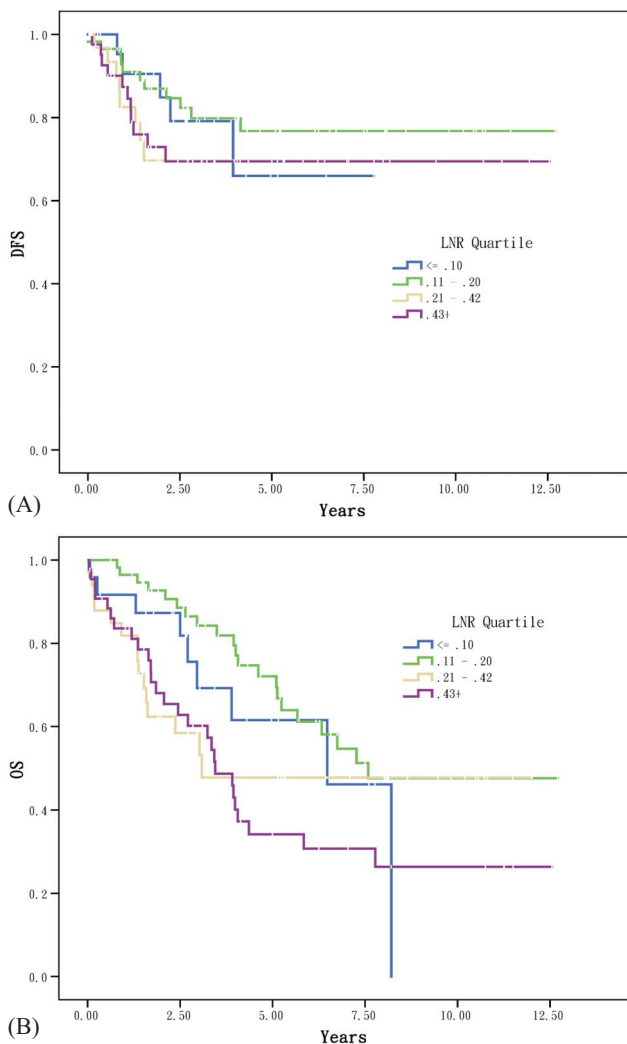 1.0
0.8
0.6
0.4
0.2
0.0
DFS
LNR Quartile
<= .10
.11 - .20
.21 - .42
.43+
0.00 2.50 5.00 7.50 10.00 12.50
Years
(A)
1.0
0.8
0.6
0.4
0.2
0.0
OS
LNR Quartile
<= .10
.11 - .20
.21 - .42
.43+
0.00 2.50 5.00 7.50 10.00 12.50
Years
(B)